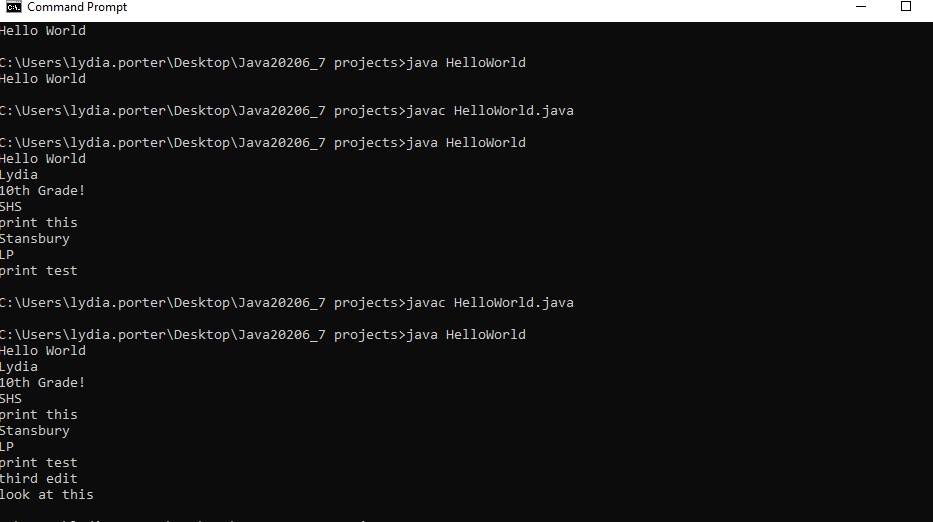 Command Prompt
Hello World
C:\Users\lydia.porter\Desktop\Java20206_7 projects>java HelloWorld
Hello World
C:\Users\lydia.porter\Desktop\Java20206_7 projects>javac HelloWorld.java
C:\Users\lydia.porter\Desktop\Java20206_7 projects>java HelloWorld
Hello World
Lydia
10th Grade!
SHS
print this
Stansbury
LP
print test
C:\Users\lydia.porter\Desktop\Java20206_7 projects>javac HelloWorld.java
C:\Users\lydia.porter\Desktop\Java20206_7 projects>java HelloWorld
Hello World
Lydia
10th Grade!
SHS
print this
Stansbury
LP
print test
third edit
look at this